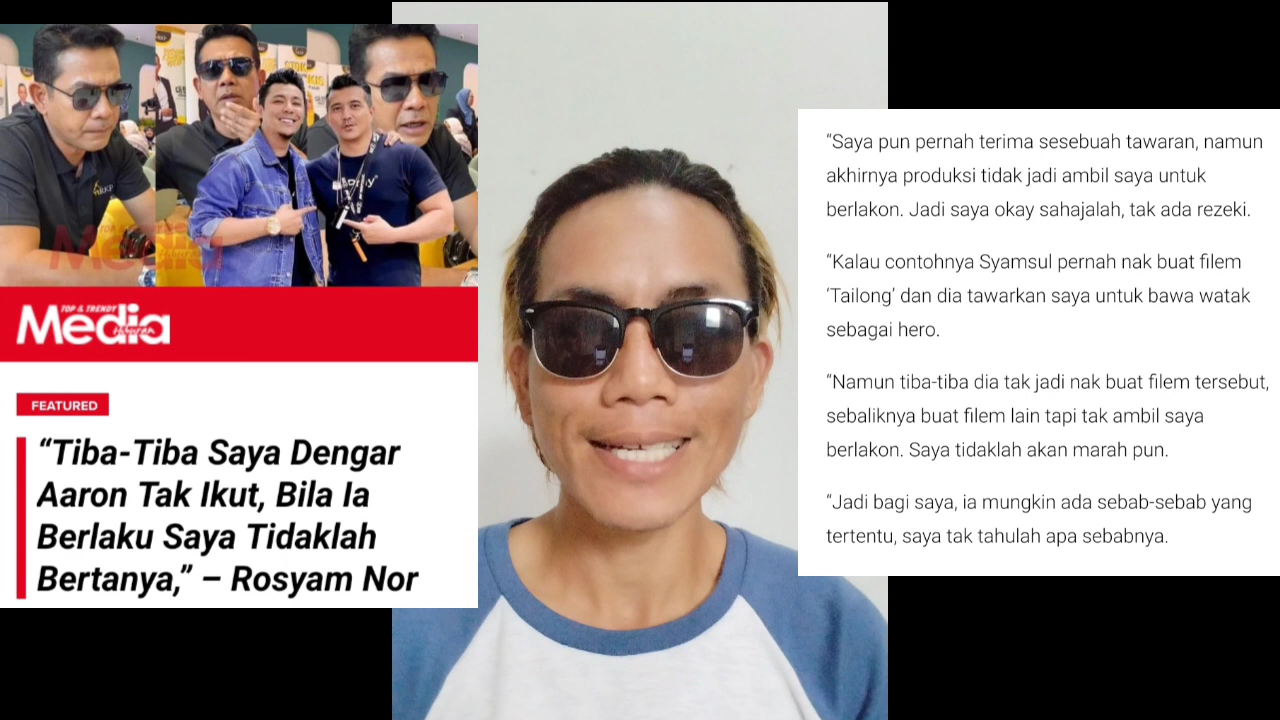 Media
TOP & TRENDY
Media
Hiburan
FEATURED
“Tiba-Tiba Saya Dengar
Aaron Tak Ikut, Bila Ia
Berlaku Saya Tidaklah
Bertanya,” – Rosyam Nor
“Saya pun pernah terima sesebuah tawaran, namun
akhirnya produksi tidak jadi ambil saya untuk
berlakon. Jadi saya okay sahajalah, tak ada rezeki.
“Kalau contohnya Syamsul pernah nak buat filem
‘Tailong’ dan dia tawarkan saya untuk bawa watak
sebagai hero.
“Namun tiba-tiba dia tak jadi nak buat filem tersebut,
sebaliknya buat filem lain tapi tak ambil saya
berlakon. Saya tidaklah akan marah pun.
“Jadi bagi saya, ia mungkin ada sebab-sebab yang
tertentu, saya tak tahulah apa sebabnya.